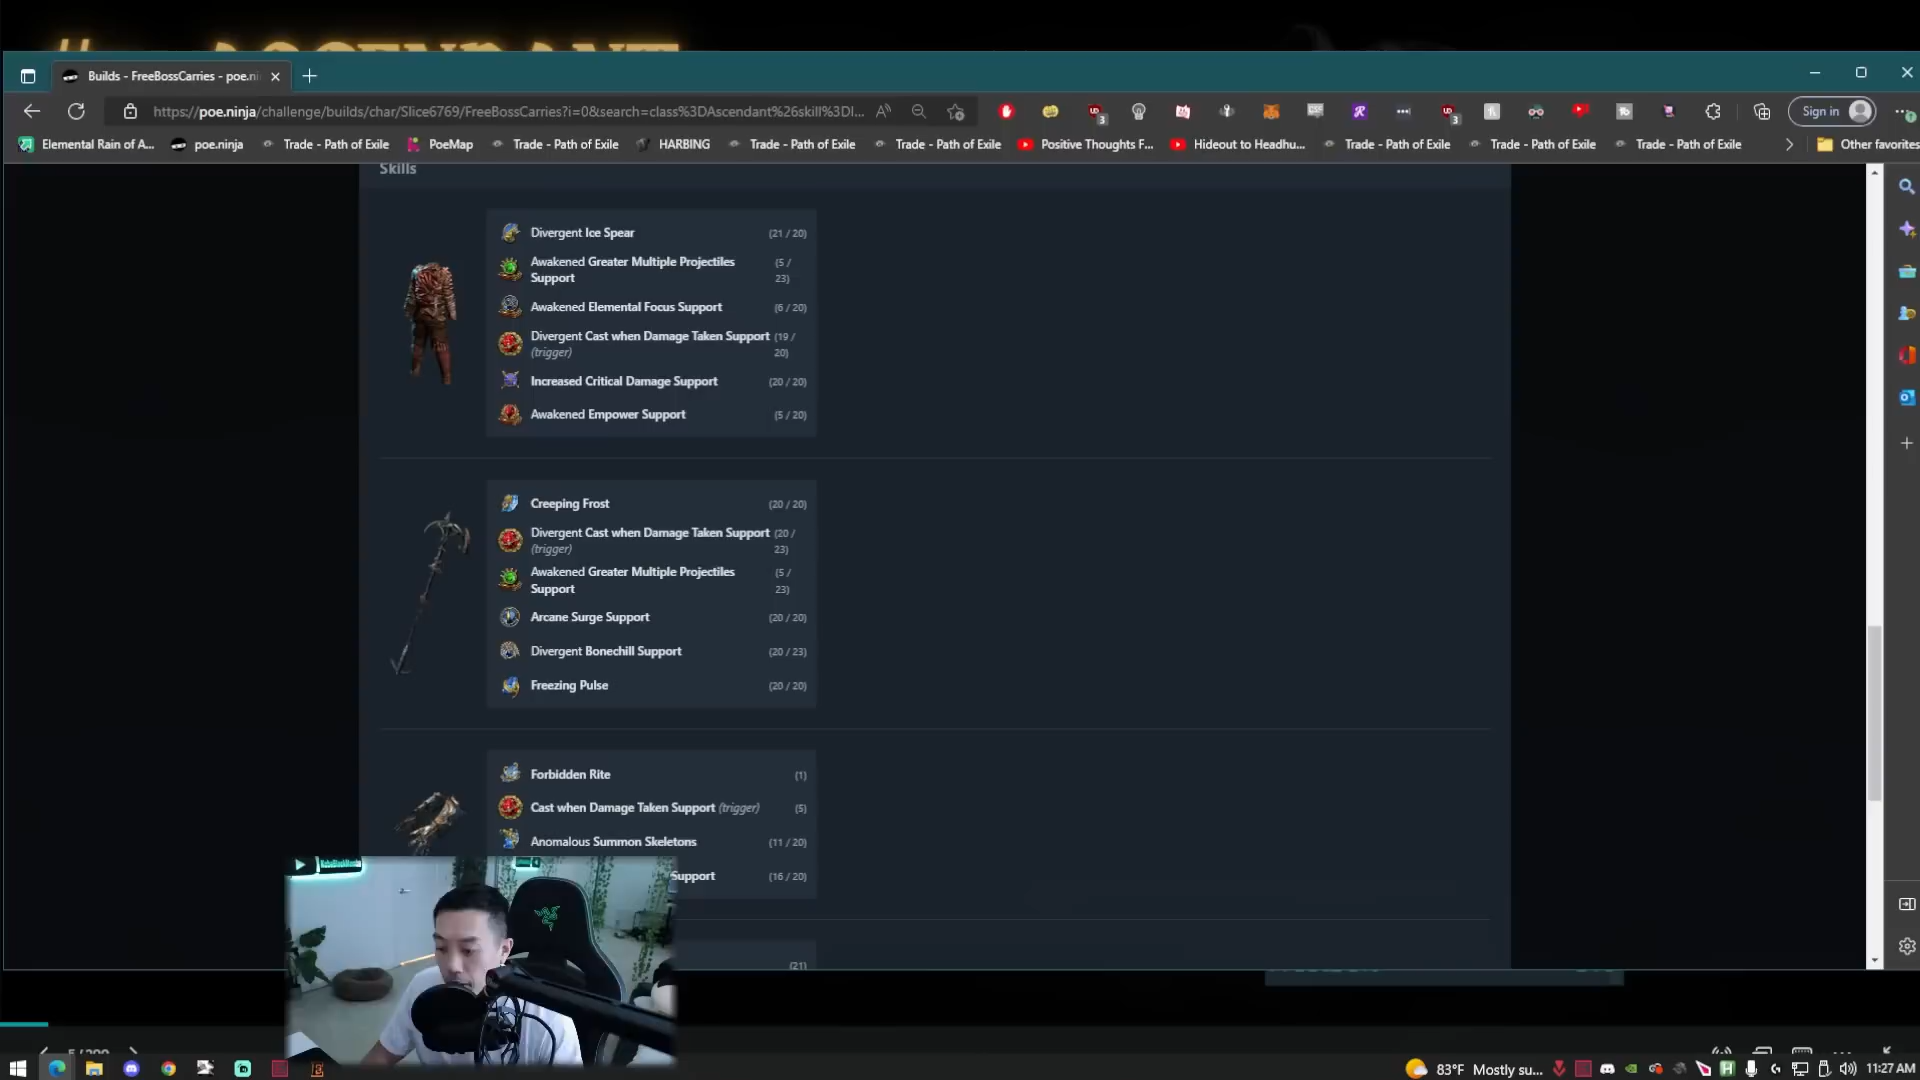 Builds - FreeBossCarries - poe.ni
https://poe.ninja/challenge/builds/char/Slice6769/FreeBossCarries?i=0&search=class%3DAscendant%26skill%3DI...
Sign in
Elemental Rain of A...
poe.ninja
Trade - Path of Exile
PoeMap
Trade - Path of Exile
HARBING
Trade - Path of Exile
Trade - Path of Exile
Positive Thoughts F...
Hideout to Headhu...
Trade - Path of Exile
Trade - Path of Exile
Trade - Path of Exile
Other favorites
Skills
Divergent Ice Spear (21 / 20)
Awakened Greater Multiple Projectiles (5 /
Support 23)
Awakened Elemental Focus Support (6 / 20)
Divergent Cast when Damage Taken Support (19 /
(trigger) 20)
Increased Critical Damage Support (20 / 20)
Awakened Empower Support (5 / 20)
Creeping Frost (20 / 20)
Divergent Cast when Damage Taken Support (20 /
(trigger) 23)
Awakened Greater Multiple Projectiles (5 /
Support 23)
Arcane Surge Support (20 / 20)
Divergent Bonechill Support (20 / 23)
Freezing Pulse (20 / 20)
Forbidden Rite (1)
Cast when Damage Taken Support (trigger) (5)
Anomalous Summon Skeletons (11 / 20)
Support (16 / 20)
(21)
83°F Mostly su...
11:27 AM